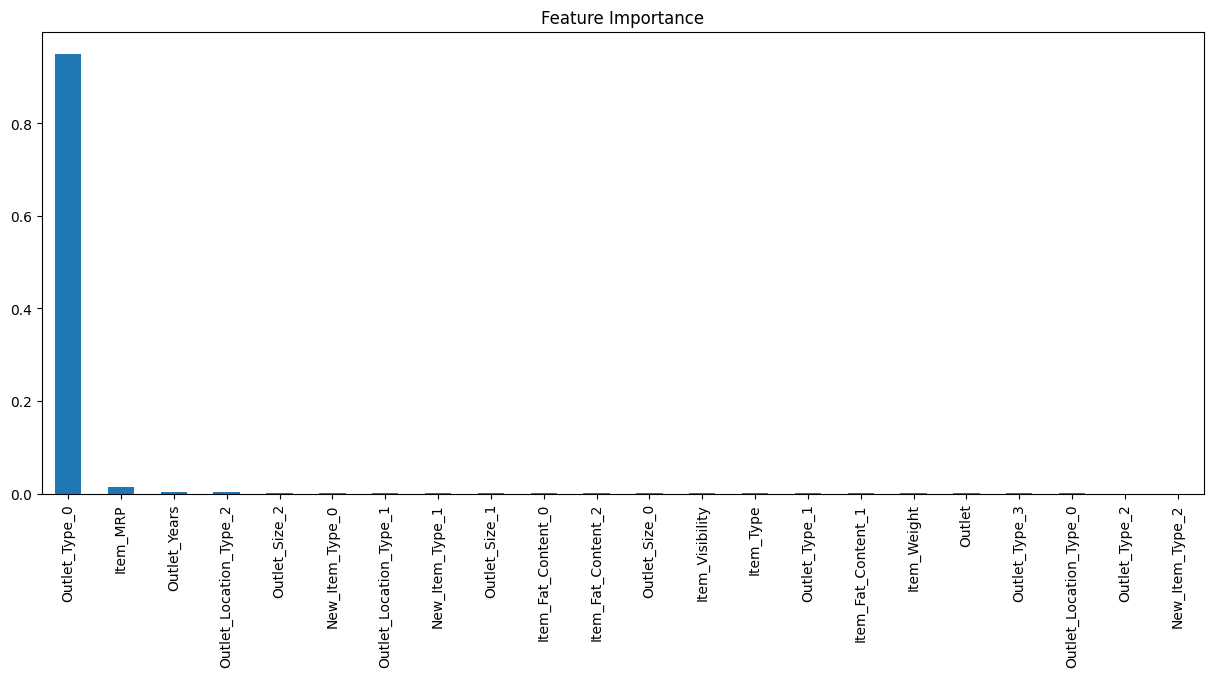 Feature Importance
0.8
0.6
0.4
0.2
0.0
Outlet_Type_0
Item_MRP
Outlet_Years
Outlet_Location_Type_2
Outlet_Size_2
New_Item_Type_0
Outlet_Location_Type_1
New_Item_Type_1
Outlet_Size_1
Item_Fat_Content_0
Item_Fat_Content_2
Outlet_Size_0
Item_Visibility
Item_Type
Outlet_Type_1
Item_Fat_Content_1
Item_Weight
Outlet
Outlet_Type_3
Outlet_Location_Type_0
Outlet_Type_2
New_Item_Type_2